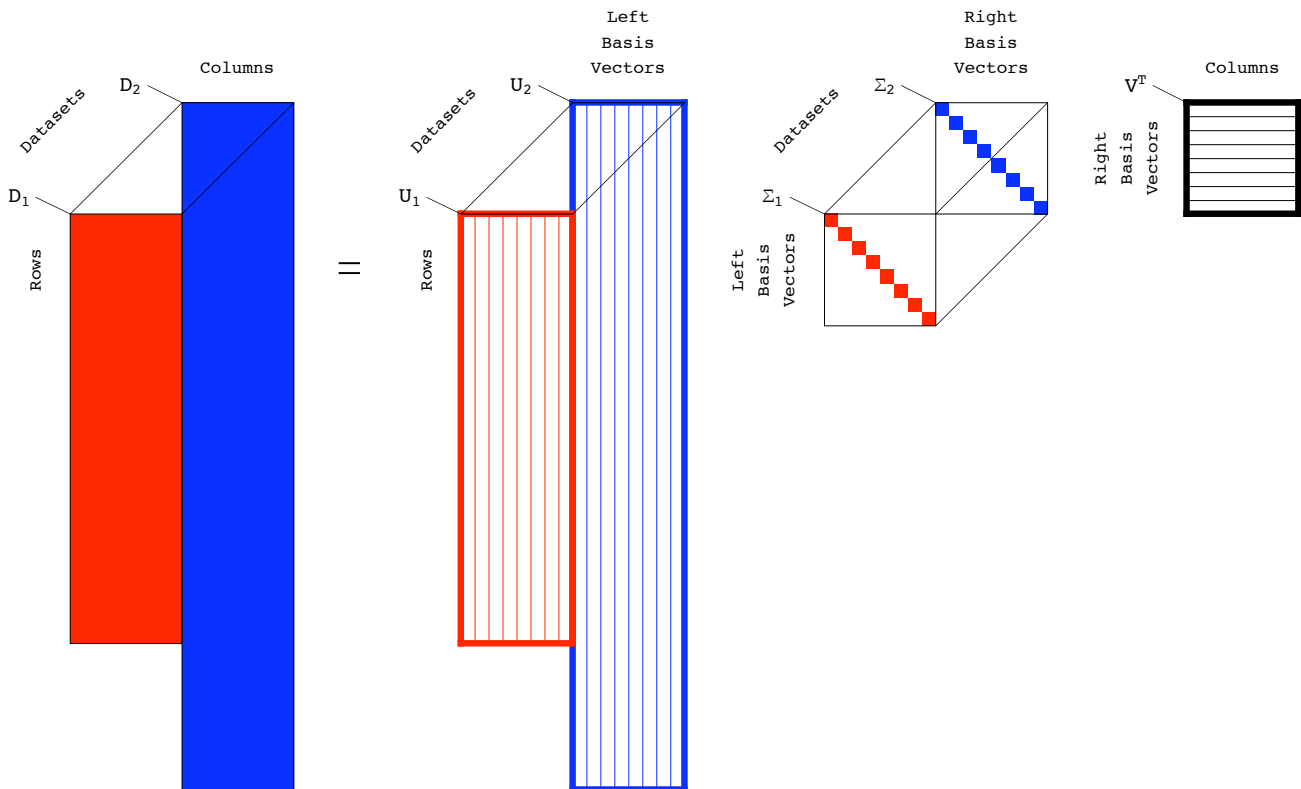 Columns
D₂
Datasets
D₁
Rows
=
Left
Basis
Vectors
U₂
Datasets
U₁
Rows
Right
Basis
Vectors
Σ₂
Datasets
Σ₁
Left
Basis
Vectors
Columns
Vᵀ
Right
Basis
Vectors